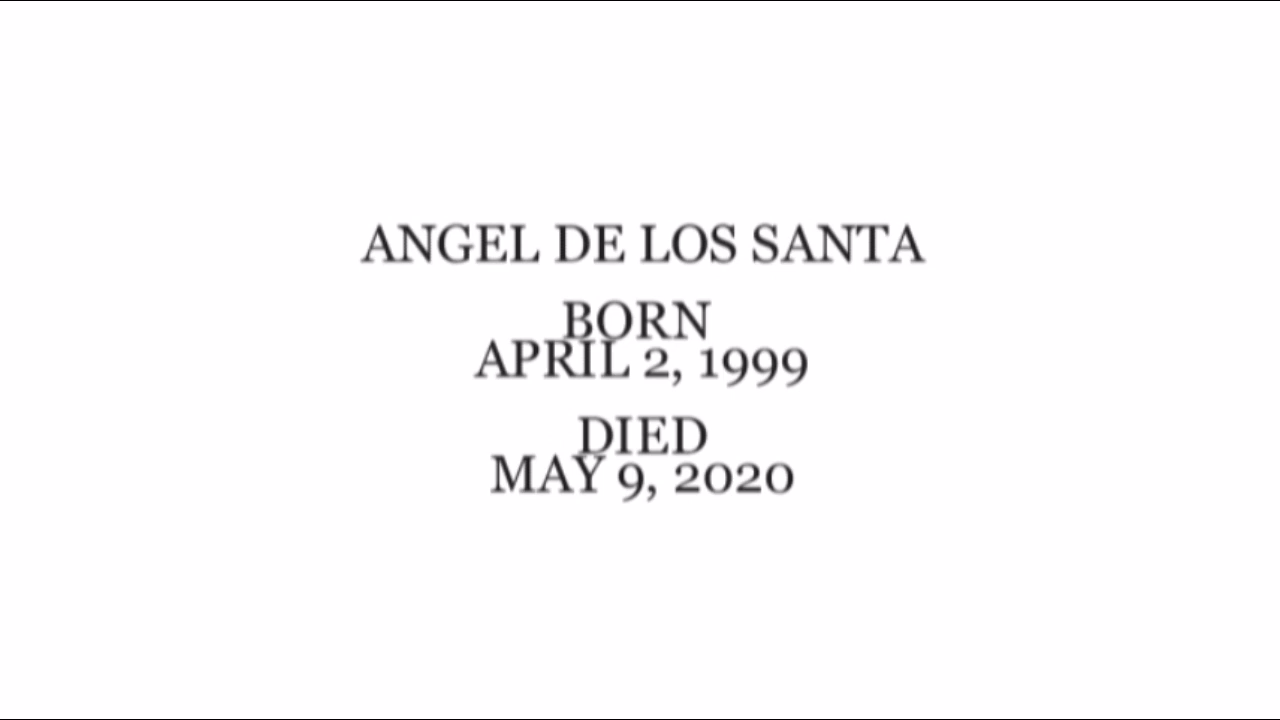 ANGEL DE LOS SANTA
BORN
APRIL 2, 1999
DIED
MAY 9, 2020